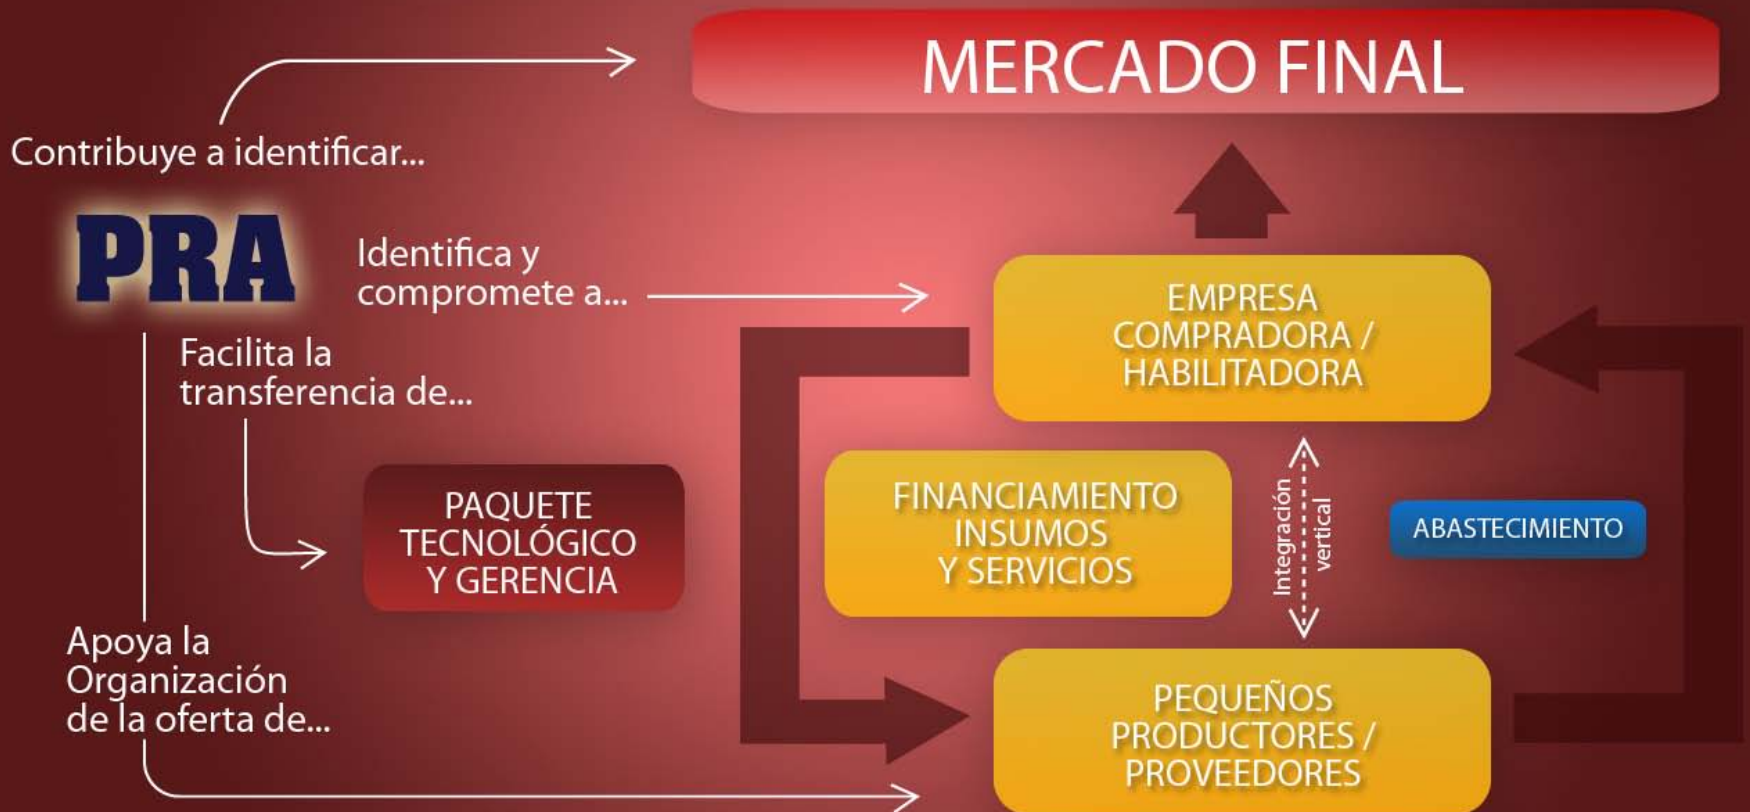 MERCADO FINAL
Contribuye a identificar...
PRA
Identifica y
compromete a...
Facilita la
transferencia de...
EMPRESA
COMPRADORA /
HABILITADORA
PAQUETE
TECNOLÓGICO
Y GERENCIA
FINANCIAMIENTO
INSUMOS
Y SERVICIOS
Integración
vertical
ABASTECIMIENTO
Apoya la
Organización
de la oferta de...
PEQUEÑOS
PRODUCTORES /
PROVEEDORES